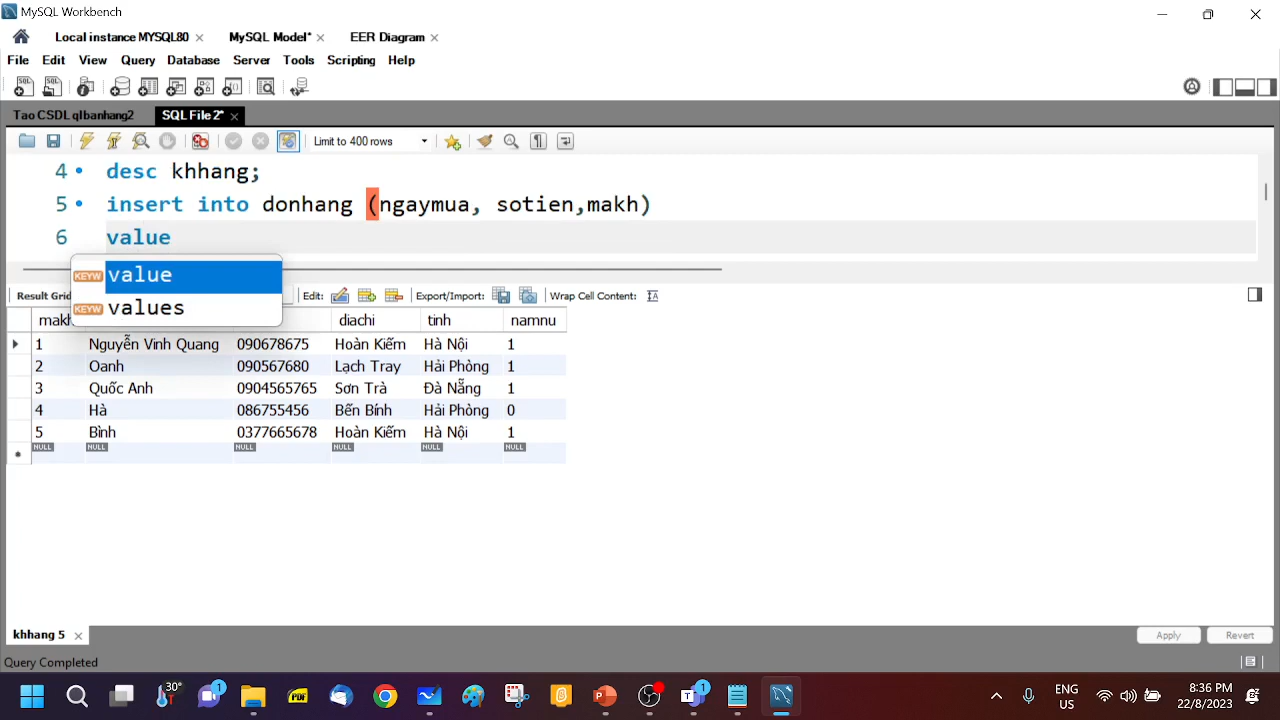 MySQL Workbench
Local instance MYSQL80 MySQL Model* EER Diagram
File Edit View Query Database Server Tools Scripting Help
Tao CSDL qlbanhang2 SQL File 2*
Limit to 400 rows
4 desc khhang;
5 insert into donhang (ngaymua, sotien,makh)
6 value
KEYW value
KEYW values
Result Grid Edit: Export/Import: Wrap Cell Content:
diachi tinh namnu
1 Nguyễn Vinh Quang 090678675 Hoàn Kiếm Hà Nội 1
2 Oanh 090567680 Lạch Tray Hải Phòng 1
3 Quốc Anh 0904565765 Sơn Trà Đà Nẵng 1
4 Hà 086755456 Bến Bính Hải Phòng 0
5 Bình 0377665678 Hoàn Kiếm Hà Nội 1
NULL NULL NULL NULL NULL NULL
khhang 5 Apply Revert
Query Completed
30° 1 PDF 1 ENG US 8:36 PM 22/8/2023